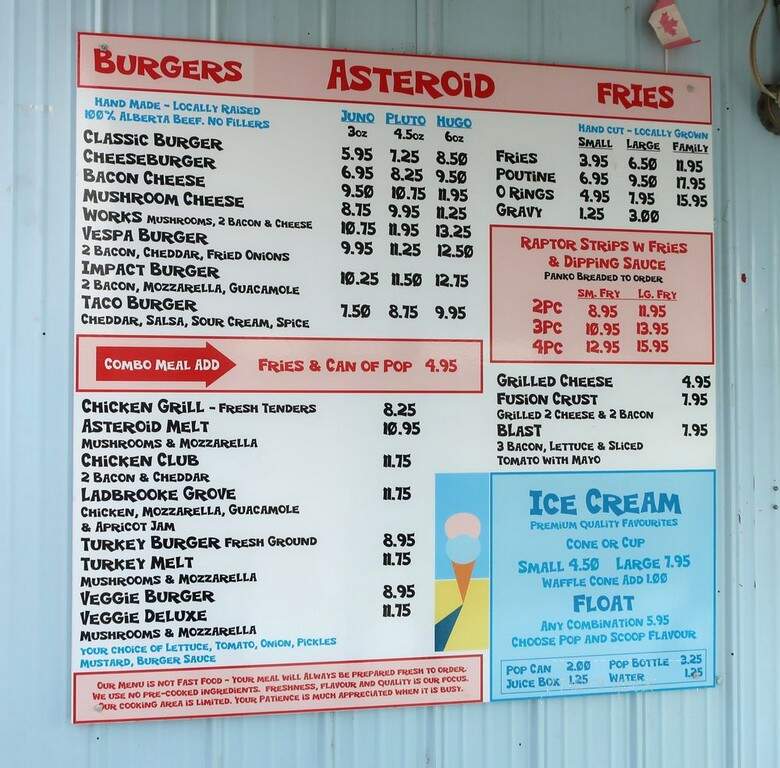 BURGERS ASTEROID FRIES
HAND MADE - LOCALLY RAISED
100% ALBERTA BEEF. NO FILLERS
JUNO PLUTO HUGO
3oz 4.5oz 6oz
CLASSIC BURGER 5.95 7.25 8.50
CHEESEBURGER 6.95 8.25 9.50
BACON CHEESE 9.50 10.75 11.95
MUSHROOM CHEESE 8.75 9.95 11.25
WORKS MUSHROOMS, 2 BACON & CHEESE 10.75 11.95 13.25
VESPA BURGER 9.95 11.25 12.50
2 BACON, CHEDDAR, FRIED ONIONS
IMPACT BURGER 10.25 11.50 12.75
2 BACON, MOZZARELLA, GUACAMOLE
TACO BURGER 7.50 8.75 9.95
CHEDDAR, SALSA, SOUR CREAM, SPICE
COMBO MEAL ADD FRIES & CAN OF POP 4.95
CHICKEN GRILL - FRESH TENDERS 8.25
ASTEROID MELT 10.95
MUSHROOMS & MOZZARELLA
CHICKEN CLUB 11.75
2 BACON & CHEDDAR
LADBROOKE GROVE 11.75
CHICKEN, MOZZARELLA, GUACAMOLE
& APRICOT JAM
TURKEY BURGER FRESH GROUND 8.95
TURKEY MELT 11.75
MUSHROOMS & MOZZARELLA
VEGGIE BURGER 8.95
VEGGIE DELUXE 11.75
MUSHROOMS & MOZZARELLA
YOUR CHOICE OF LETTUCE, TOMATO, ONION, PICKLES
MUSTARD, BURGER SAUCE
OUR MENU IS NOT FAST FOOD - YOUR MEAL WILL ALWAYS BE PREPARED FRESH TO ORDER.
WE USE NO PRE-COOKED INGREDIENTS. FRESHNESS, FLAVOUR AND QUALITY IS OUR FOCUS.
OUR COOKING AREA IS LIMITED. YOUR PATIENCE IS MUCH APPRECIATED WHEN IT IS BUSY.
HAND CUT - LOCALLY GROWN
SMALL LARGE FAMILY
FRIES 3.95 6.50 11.95
POUTINE 6.95 9.50 17.95
O RINGS 4.95 7.95 15.95
GRAVY 1.25 3.00
RAPTOR STRIPS W FRIES
& DIPPING SAUCE
PANKO BREADED TO ORDER
SM. FRY LG. FRY
2PC 8.95 11.95
3PC 10.95 13.95
4PC 12.95 15.95
GRILLED CHEESE 4.95
FUSION CRUST 7.95
GRILLED 2 CHEESE & 2 BACON
BLAST 7.95
3 BACON, LETTUCE & SLICED
TOMATO WITH MAYO
ICE CREAM
PREMIUM QUALITY FAVOURITES
CONE OR CUP
SMALL 4.50 LARGE 7.95
WAFFLE CONE ADD 1.00
FLOAT
ANY COMBINATION 5.95
CHOOSE POP AND SCOOP FLAVOUR
POP CAN 2.00 POP BOTTLE 3.25
JUICE BOX 1.25 WATER 1.25